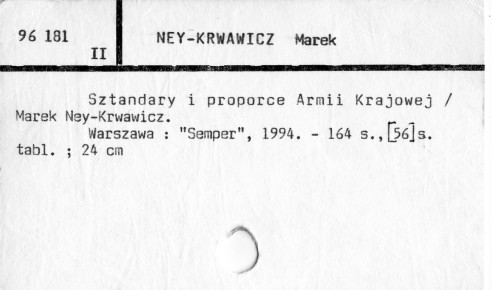 96 181
II
NEY-KRWAWICZ Marek
Sztandary i proporce Armii Krajowej /
Marek Ney-Krwawicz.
Warszawa : "Semper", 1994. - 164 s.,[56]s.
tabl. ; 24 cm